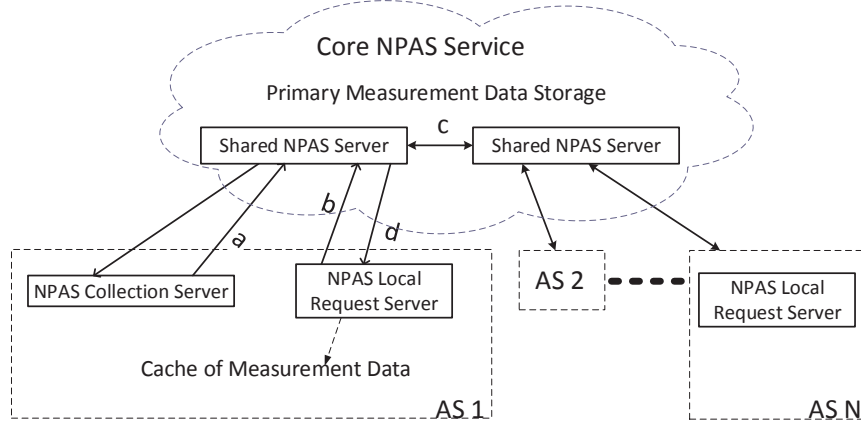 Core NPAS Service
Primary Measurement Data Storage
Shared NPAS Server
c
Shared NPAS Server
a
b
d
NPAS Collection Server
NPAS Local
Request Server
Cache of Measurement Data
AS 1
AS 2
NPAS Local
Request Server
AS N